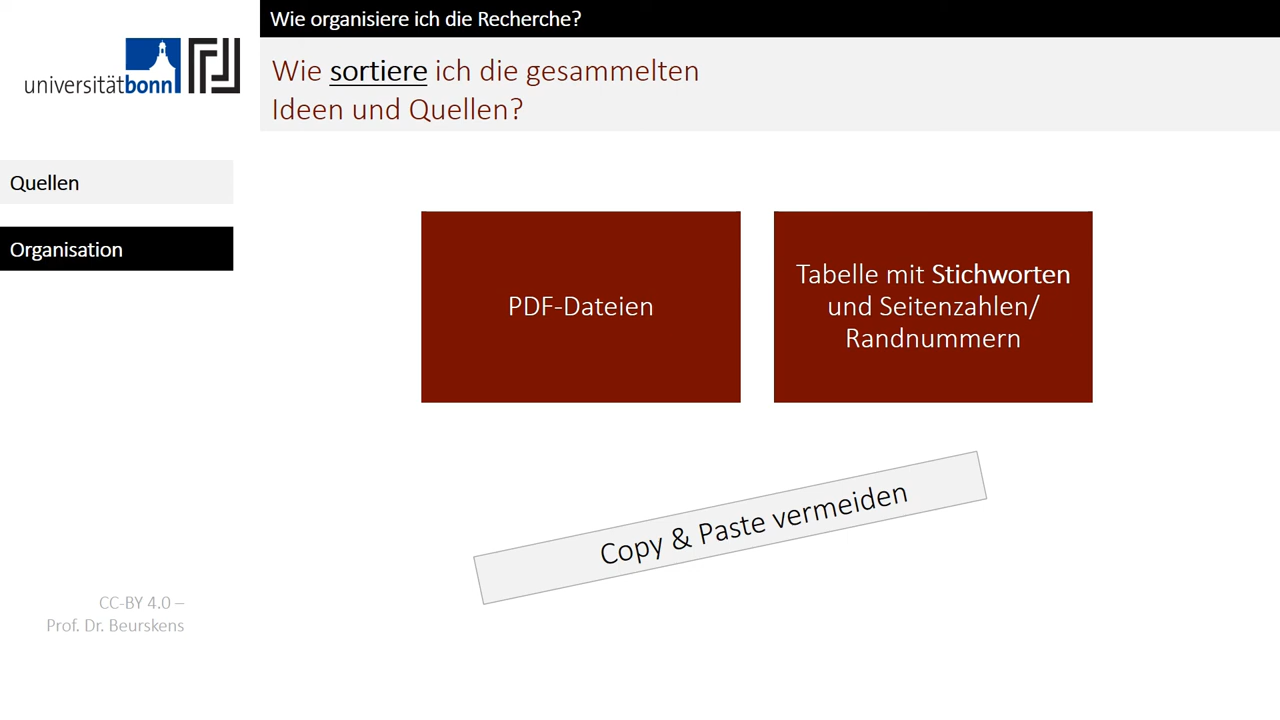 Wie organisiere ich die Recherche?
universitätbonn
Wie sortiere ich die gesammelten
Ideen und Quellen?
Quellen
Organisation
PDF-Dateien
Tabelle mit Stichworten
und Seitenzahlen/
Randnummern
Copy & Paste vermeiden
CC-BY 4.0 –
Prof. Dr. Beurskens